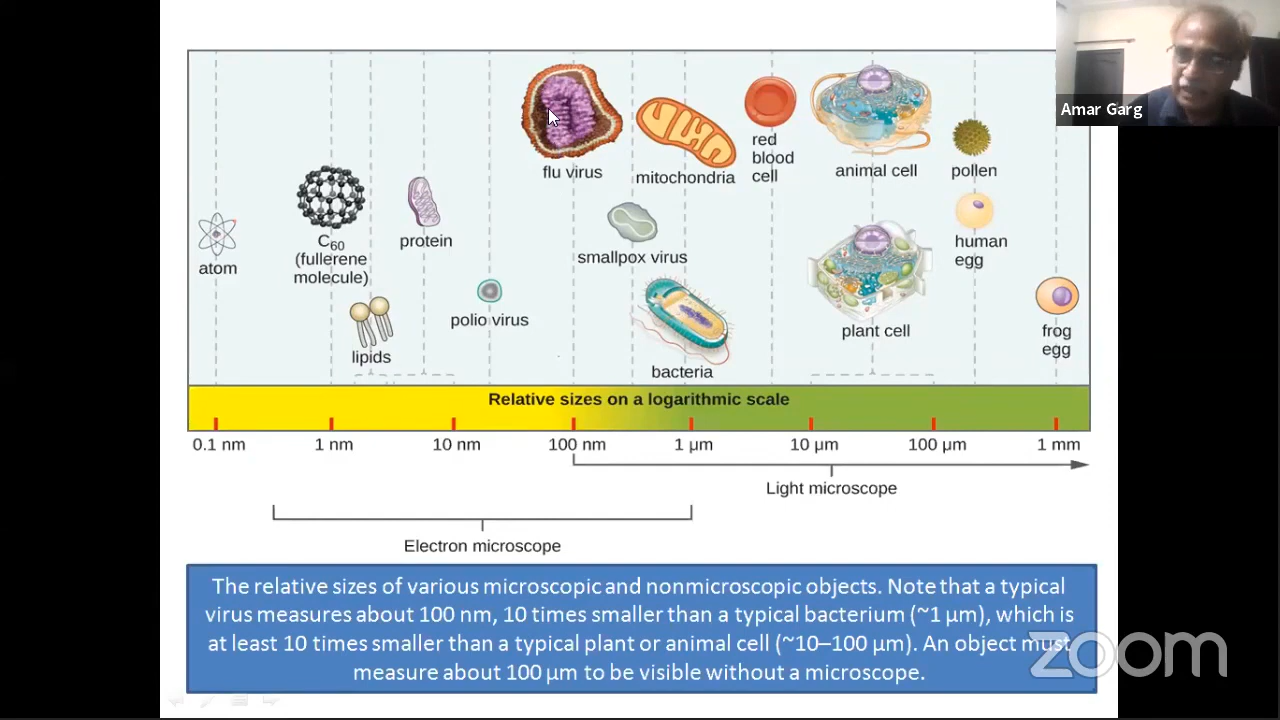 Amar Garg
flu virus
mitochondria
red
blood
cell
animal cell
pollen
atom
C60
(fullerene
molecule)
protein
smallpox virus
human
egg
lipids
polio virus
bacteria
plant cell
frog
egg
Relative sizes on a logarithmic scale
0.1 nm 1 nm 10 nm 100 nm 1 μm 10 μm 100 μm 1 mm
Light microscope
Electron microscope
The relative sizes of various microscopic and nonmicroscopic objects. Note that a typical
virus measures about 100 nm, 10 times smaller than a typical bacterium (~1 μm), which is
at least 10 times smaller than a typical plant or animal cell (~10–100 μm). An object must
measure about 100 μm to be visible without a microscope.
zoom